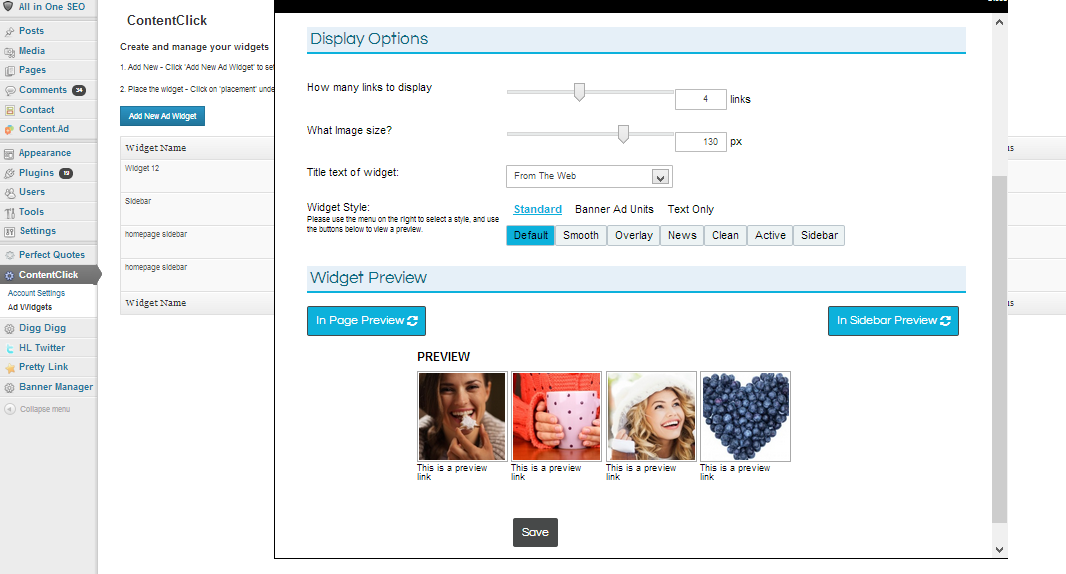 All in One SEO
Posts
Media
Pages
Comments 34
Contact
Content.Ad
Appearance
Plugins 19
Users
Tools
Settings
Perfect Quotes
ContentClick
Account Settings
Ad Widgets
Digg Digg
HL Twitter
Pretty Link
Banner Manager
Collapse menu
ContentClick
Create and manage your widgets
1. Add New - Click 'Add New Ad Widget' to set
2. Place the widget - Click on 'placement' unde
Add New Ad Widget
Widget Name
Widget 12
Sidebar
homepage sidebar
homepage sidebar
Widget Name
Display Options
How many links to display
4 links
What Image size?
130 px
Title text of widget:
From The Web
Widget Style:
Please use the menu on the right to select a style, and use
the buttons below to view a preview.
Standard Banner Ad Units Text Only
Default Smooth Overlay News Clean Active Sidebar
Widget Preview
In Page Preview
In Sidebar Preview
PREVIEW
This is a preview
link
This is a preview
link
This is a preview
link
This is a preview
link
Save
us
us